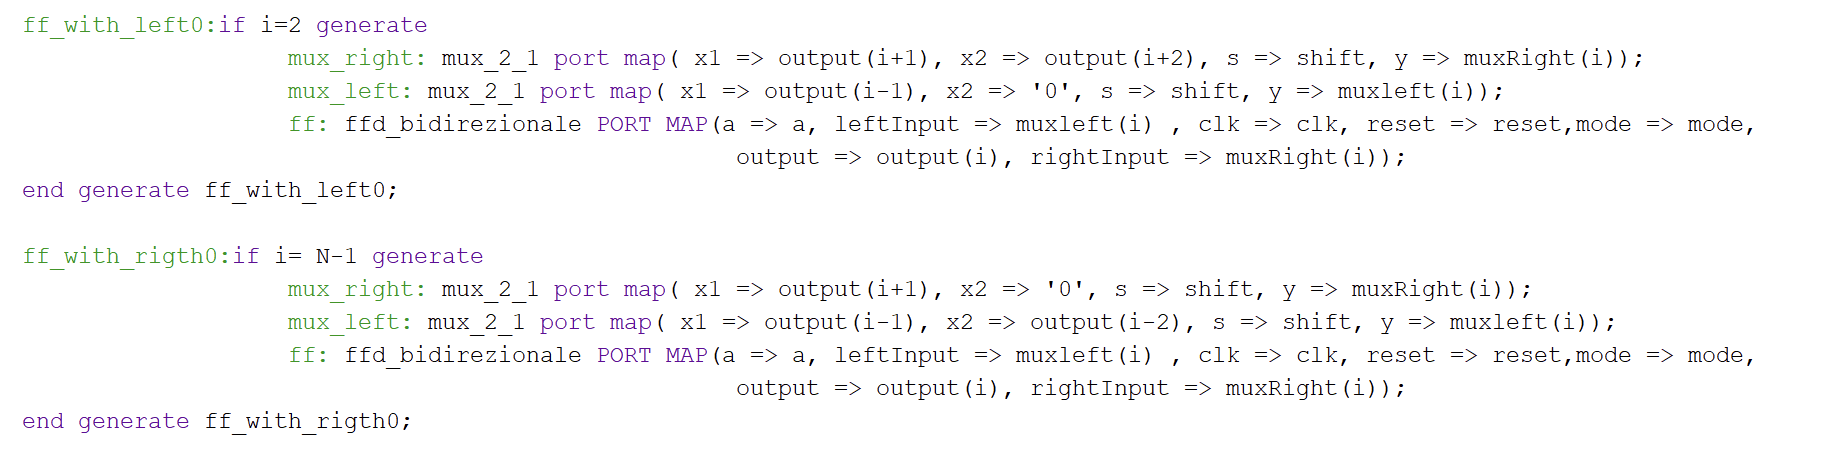 ff_with_left0:if i=2 generate
mux_right: mux_2_1 port map( x1 => output(i+1), x2 => output(i+2), s => shift, y => muxRight(i));
mux_left: mux_2_1 port map( x1 => output(i-1), x2 => '0', s => shift, y => muxleft(i));
ff: ffd_bidirezionale PORT MAP(a => a, leftInput => muxleft(i) , clk => clk, reset => reset,mode => mode,
output => output(i), rightInput => muxRight(i));
end generate ff_with_left0;
ff_with_rigth0:if i= N-1 generate
mux_right: mux_2_1 port map( x1 => output(i+1), x2 => '0', s => shift, y => muxRight(i));
mux_left: mux_2_1 port map( x1 => output(i-1), x2 => output(i-2), s => shift, y => muxleft(i));
ff: ffd_bidirezionale PORT MAP(a => a, leftInput => muxleft(i) , clk => clk, reset => reset,mode => mode,
output => output(i), rightInput => muxRight(i));
end generate ff_with_rigth0;